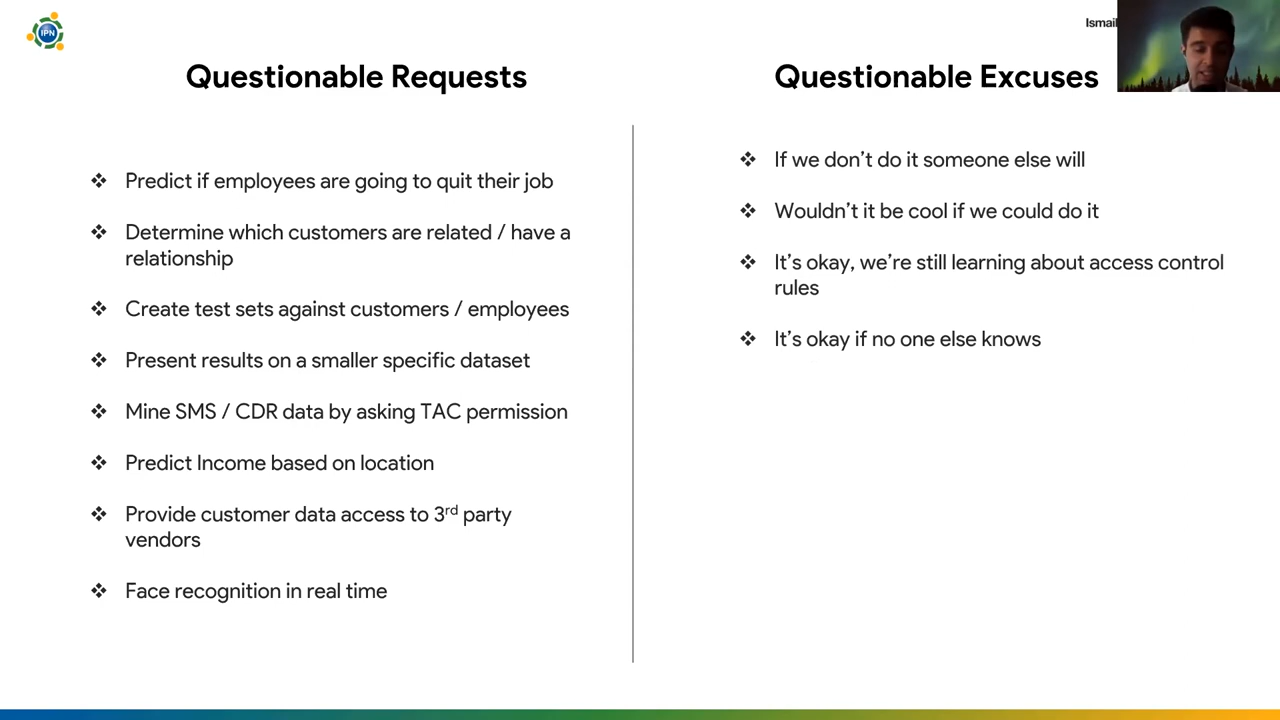 IPN
Ismail
Questionable Requests
❖ Predict if employees are going to quit their job
❖ Determine which customers are related / have a
relationship
❖ Create test sets against customers / employees
❖ Present results on a smaller specific dataset
❖ Mine SMS / CDR data by asking TAC permission
❖ Predict Income based on location
❖ Provide customer data access to 3rd party
vendors
❖ Face recognition in real time
Questionable Excuses
❖ If we don’t do it someone else will
❖ Wouldn’t it be cool if we could do it
❖ It’s okay, we’re still learning about access control
rules
❖ It’s okay if no one else knows